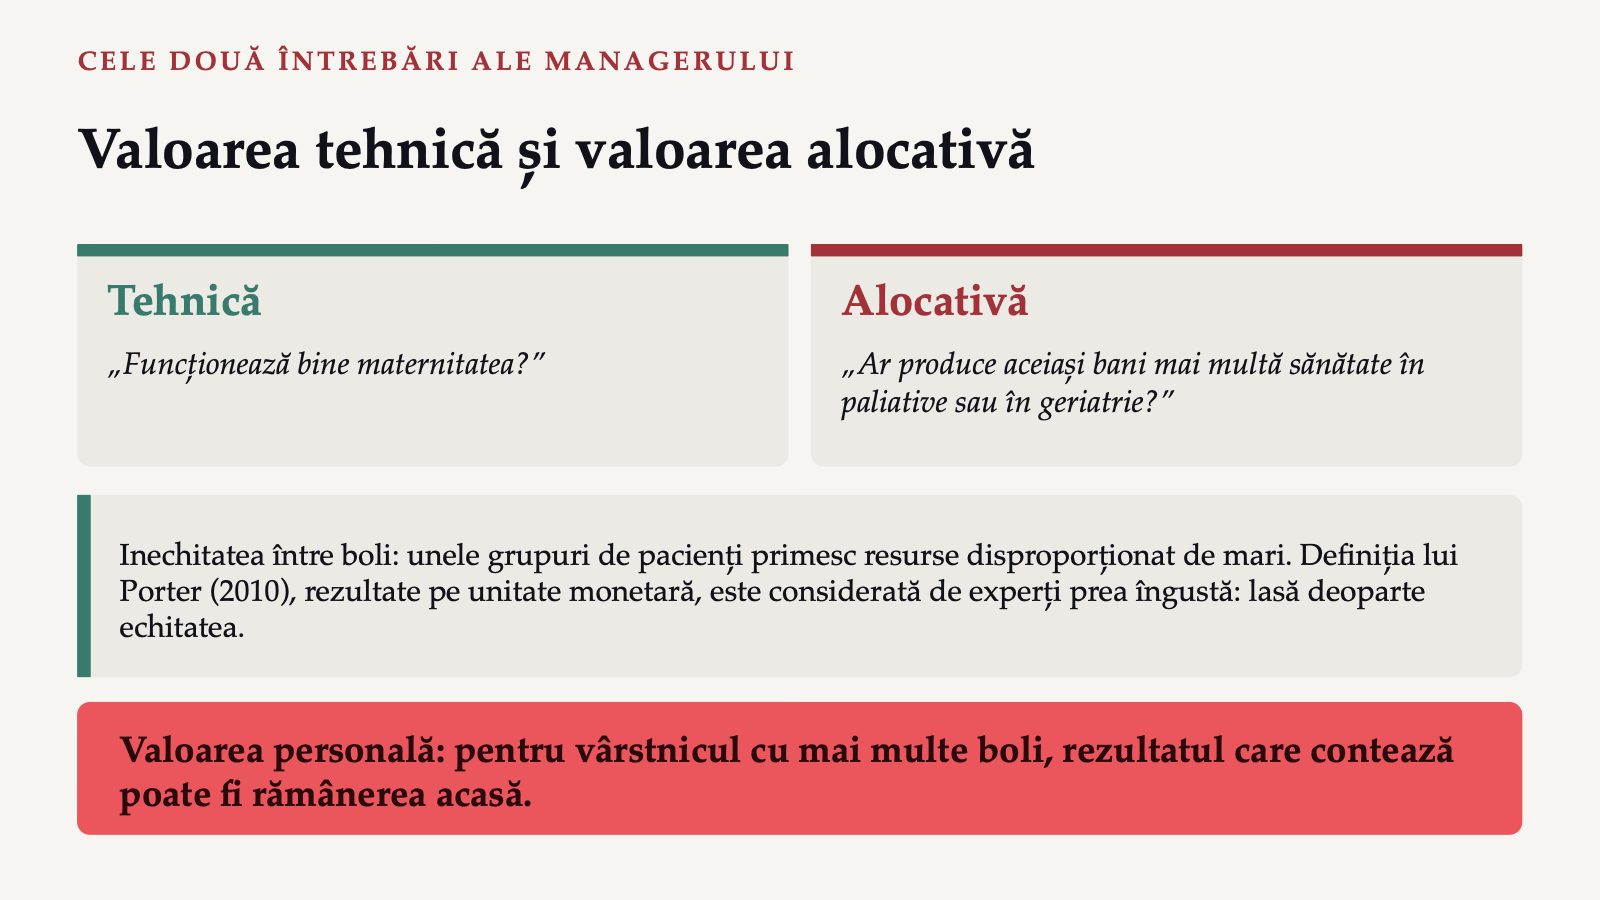 CELE DOUĂ ÎNTREBĂRI ALE MANAGERULUI
Valoarea tehnică și valoarea alocativă
Tehnică
„Funcționează bine maternitatea?”
Alocativă
„Ar produce aceiași bani mai multă sănătate în
paliative sau în geriatrie?”
Inechitatea între boli: unele grupuri de pacienți primesc resurse disproporționat de mari. Definiția lui
Porter (2010), rezultate pe unitate monetară, este considerată de experți prea îngustă: lasă deoparte
echitatea.
Valoarea personală: pentru vârstnicul cu mai multe boli, rezultatul care contează
poate fi rămânerea acasă.